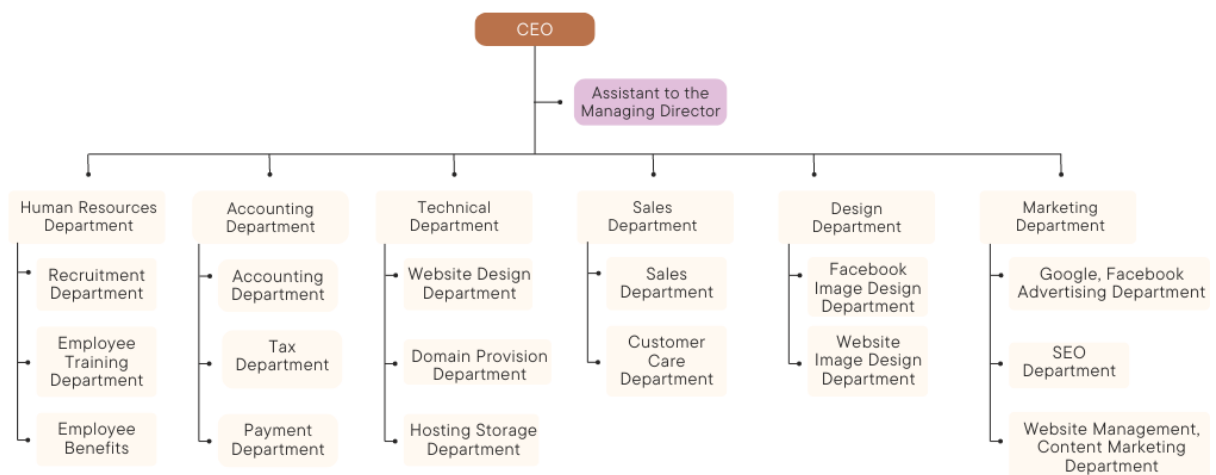 CEO
Assistant to the
Managing Director
Human Resources
Department
Accounting
Department
Technical
Department
Sales
Department
Design
Department
Marketing
Department
Recruitment
Department
Employee
Training
Department
Employee
Benefits
Accounting
Department
Tax
Department
Payment
Department
Website Design
Department
Domain Provision
Department
Hosting Storage
Department
Sales
Department
Customer
Care
Department
Facebook
Image Design
Department
Website
Image Design
Department
Google, Facebook
Advertising Department
SEO
Department
Website Management,
Content Marketing
Department